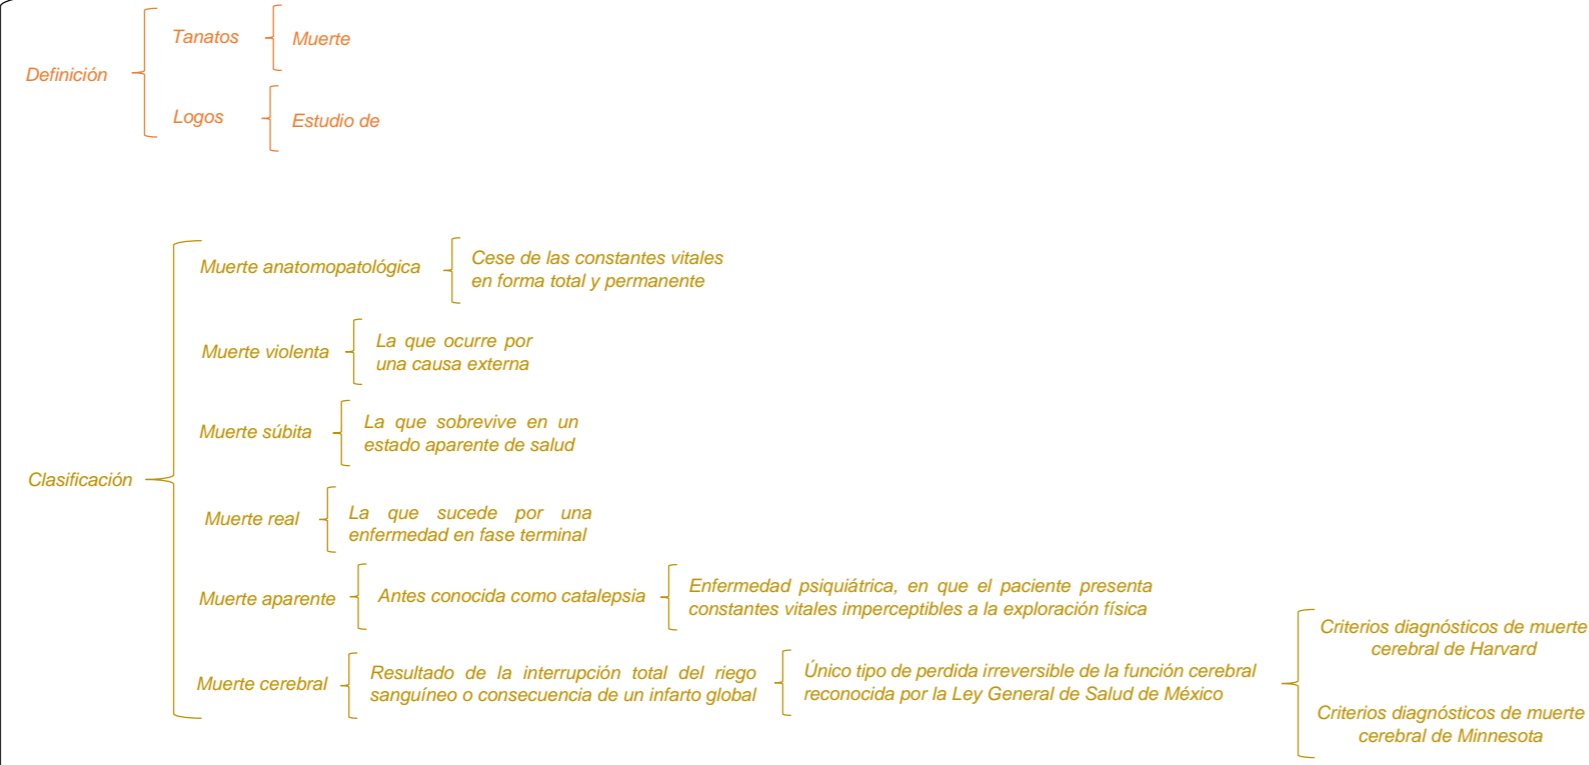 Definición
Tanatos
Muerte
Logos
Estudio de
Clasificación
Muerte anatomopatológica
Cese de las constantes vitales
en forma total y permanente
Muerte violenta
La que ocurre por
una causa externa
Muerte súbita
La que sobrevive en un
estado aparente de salud
Muerte real
La que sucede por una
enfermedad en fase terminal
Muerte aparente
Antes conocida como catalepsia
Enfermedad psiquiátrica, en que el paciente presenta
constantes vitales imperceptibles a la exploración física
Muerte cerebral
Resultado de la interrupción total del riego
sanguíneo o consecuencia de un infarto global
Único tipo de perdida irreversible de la función cerebral
reconocida por la Ley General de Salud de México
Criterios diagnósticos de muerte
cerebral de Harvard
Criterios diagnósticos de muerte
cerebral de Minnesota